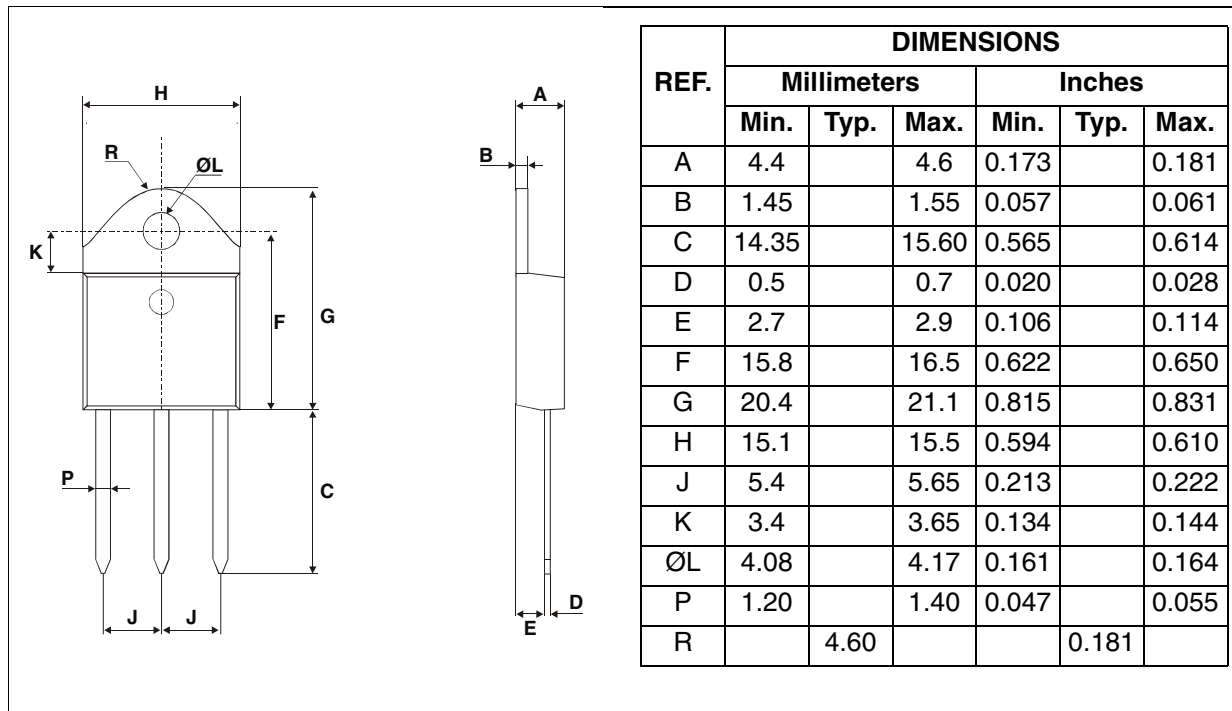 H
A
R
ØL
B
K
F
G
P
C
J
J
D
E
DIMENSIONS
REF. Millimeters Inches
Min. Typ. Max. Min. Typ. Max.
A 4.4 4.6 0.173 0.181
B 1.45 1.55 0.057 0.061
C 14.35 15.60 0.565 0.614
D 0.5 0.7 0.020 0.028
E 2.7 2.9 0.106 0.114
F 15.8 16.5 0.622 0.650
G 20.4 21.1 0.815 0.831
H 15.1 15.5 0.594 0.610
J 5.4 5.65 0.213 0.222
K 3.4 3.65 0.134 0.144
ØL 4.08 4.17 0.161 0.164
P 1.20 1.40 0.047 0.055
R 4.60 0.181